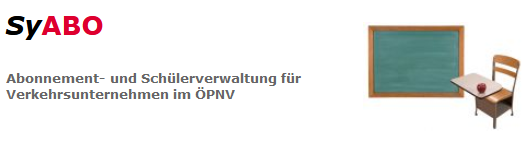 SyABO
Abonnement- und Schülerverwaltung für
Verkehrsunternehmen im ÖPNV